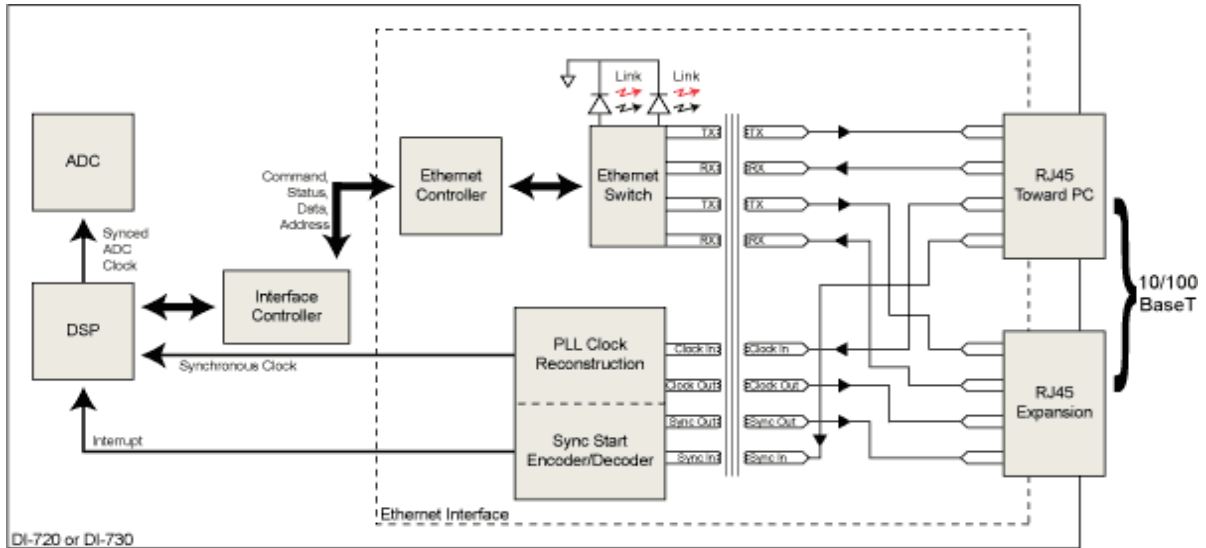 Link
Link
ADC
Command,
Status,
Data,
Address
Ethernet
Controller
Ethernet
Switch
TX
RX
TX
RX
TX
RX
TX
RX
RJ45
Toward PC
Synced
ADC
Clock
DSP
Interface
Controller
10/100
BaseT
Synchronous Clock
PLL Clock
Reconstruction
Clock In
Clock Out
Clock In
Clock Out
Interrupt
Sync Start
Encoder/Decoder
Sync Out
Sync In
Sync Out
Sync In
RJ45
Expansion
Ethernet Interface
DI-720 or DI-730